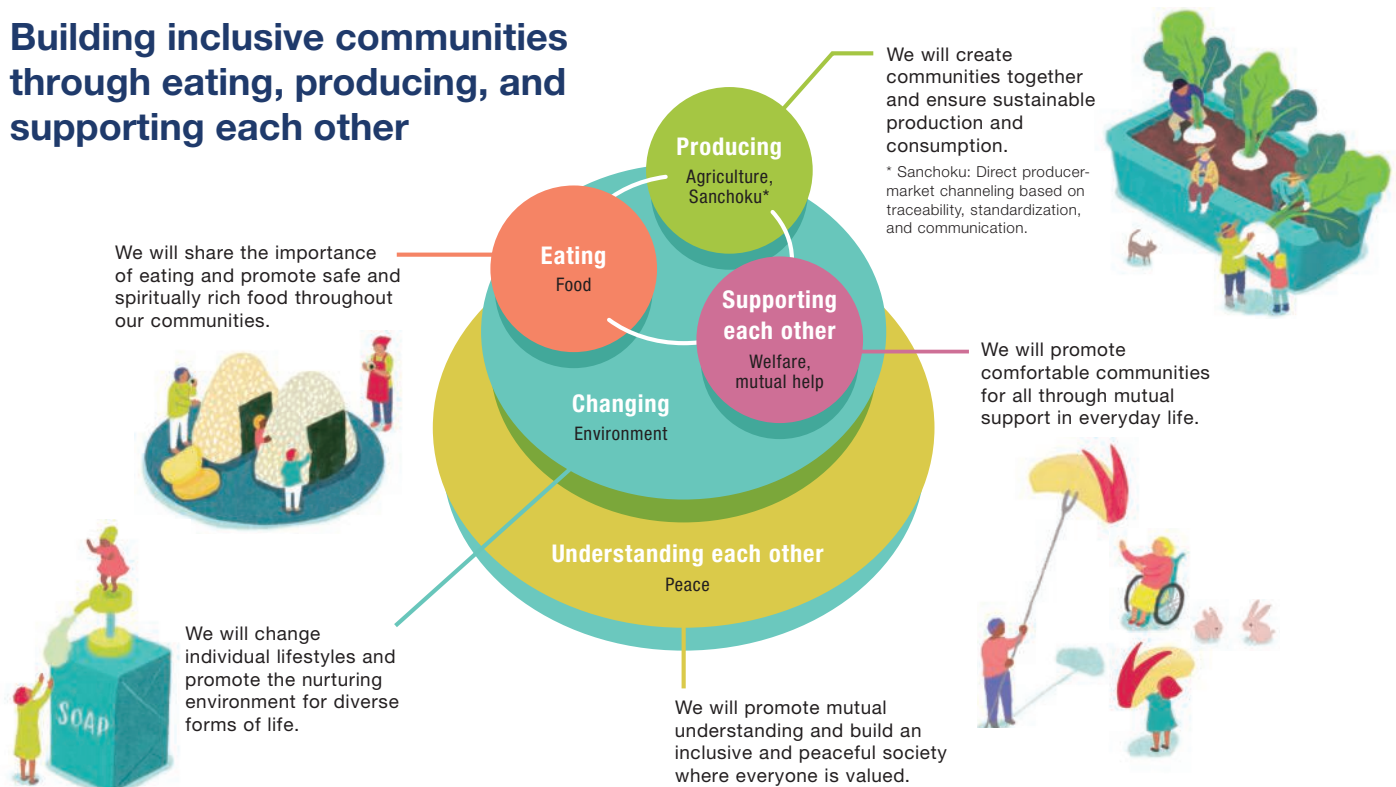 Building inclusive communities
through eating, producing, and
supporting each other
We will create
communities together
and ensure sustainable
production and
consumption.
* Sanchoku: Direct producer-
market channeling based on
traceability, standardization,
and communication.
Producing
Agriculture,
Sanchoku*
We will share the importance
of eating and promote safe and
spiritually rich food throughout
our communities.
Eating
Food
Supporting
each other
Welfare,
mutual help
We will promote
comfortable communities
for all through mutual
support in everyday life.
Changing
Environment
Understanding each other
Peace
We will change
individual lifestyles and
promote the nurturing
environment for diverse
forms of life.
SOAP
We will promote mutual
understanding and build an
inclusive and peaceful society
where everyone is valued.